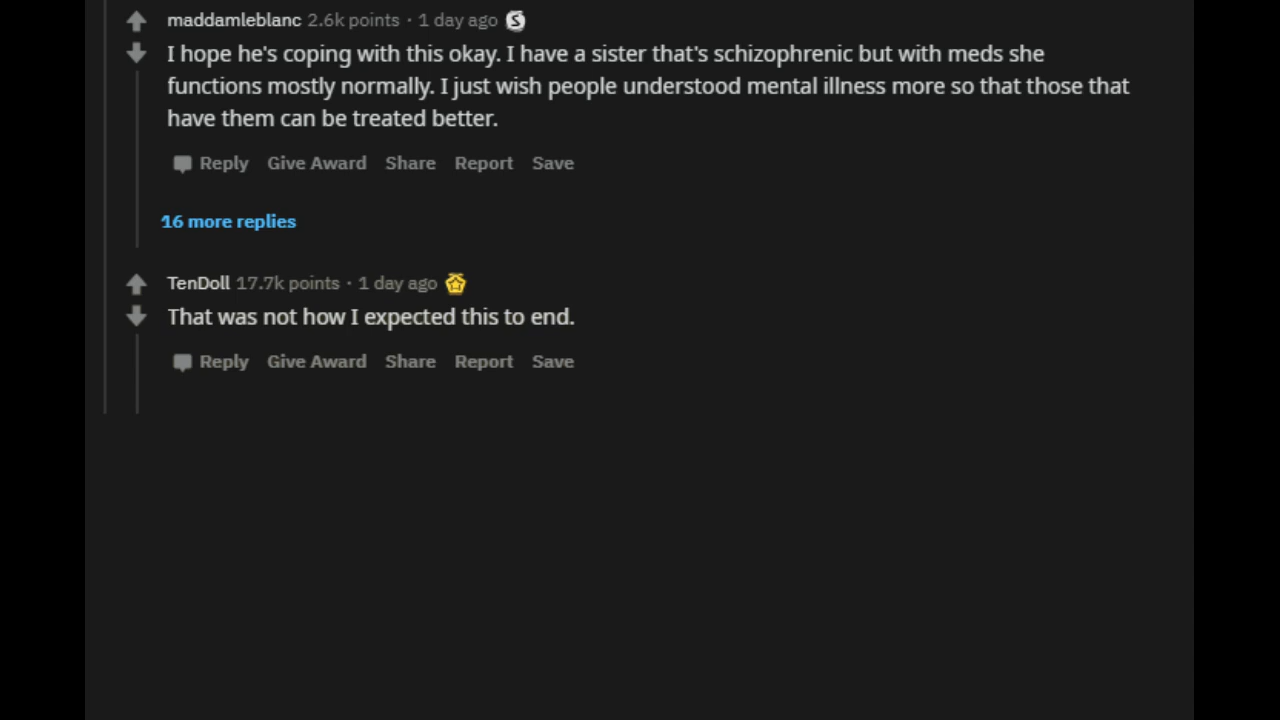 maddamleblanc 2.6k points · 1 day ago S
I hope he's coping with this okay. I have a sister that's schizophrenic but with meds she
functions mostly normally. I just wish people understood mental illness more so that those that
have them can be treated better.
Reply Give Award Share Report Save
16 more replies
TenDoll 17.7k points · 1 day ago
That was not how I expected this to end.
Reply Give Award Share Report Save